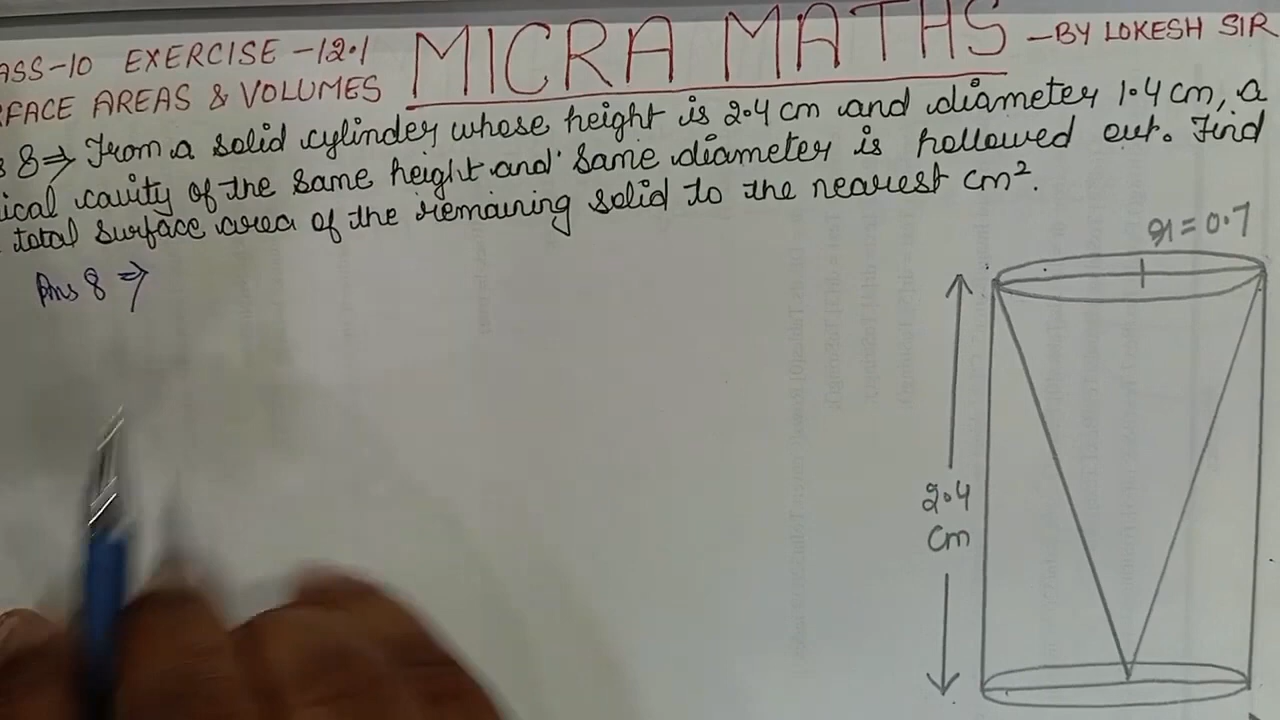 ASS-10 EXERCISE -12.1 MICRA MATHS -BY LOKESH SIR
RFACE AREAS & VOLUMES
s 8⇒ From a solid cylinder whose height is 2.4 cm and diameter 1.4 cm, a
ical cavity of the same height and same diameter is hollowed out. Find
total surface area of the remaining solid to the nearest cm².
Ans 8 ⇒
r = 0.7
2.4
cm